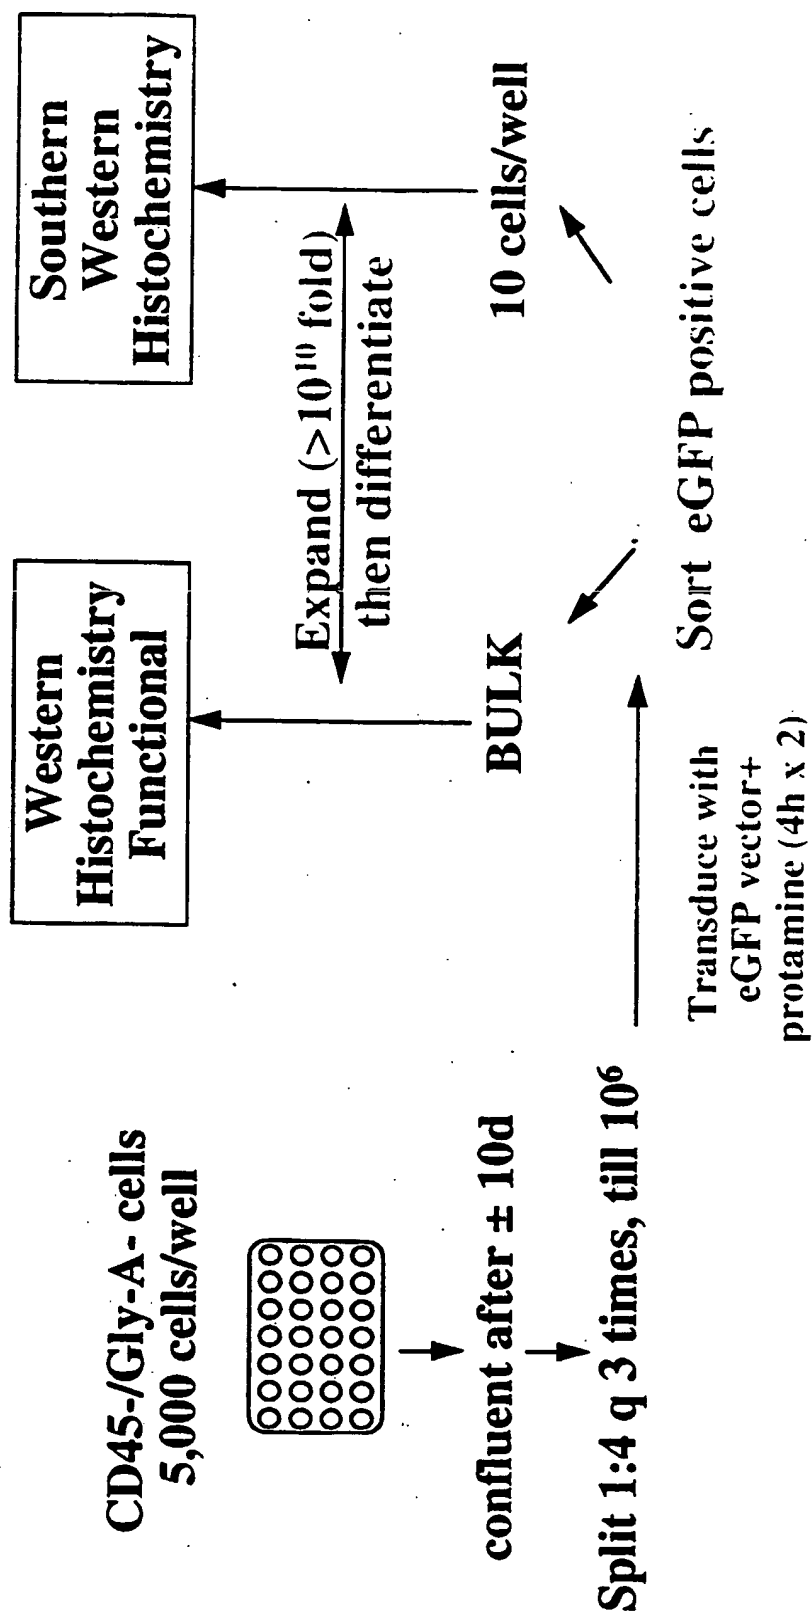 CD45-/Gly-A- cells
5,000 cells/well
confluent after ± 10d
Split 1:4 q 3 times, till 10⁶
Transduce with
eGFP vector+
protamine (4h x 2)
Sort eGFP positive cells
BULK
10 cells/well
Expand (>10¹⁰ fold)
then differentiate
Western
Histochemistry
Functional
Southern
Western
Histochemistry